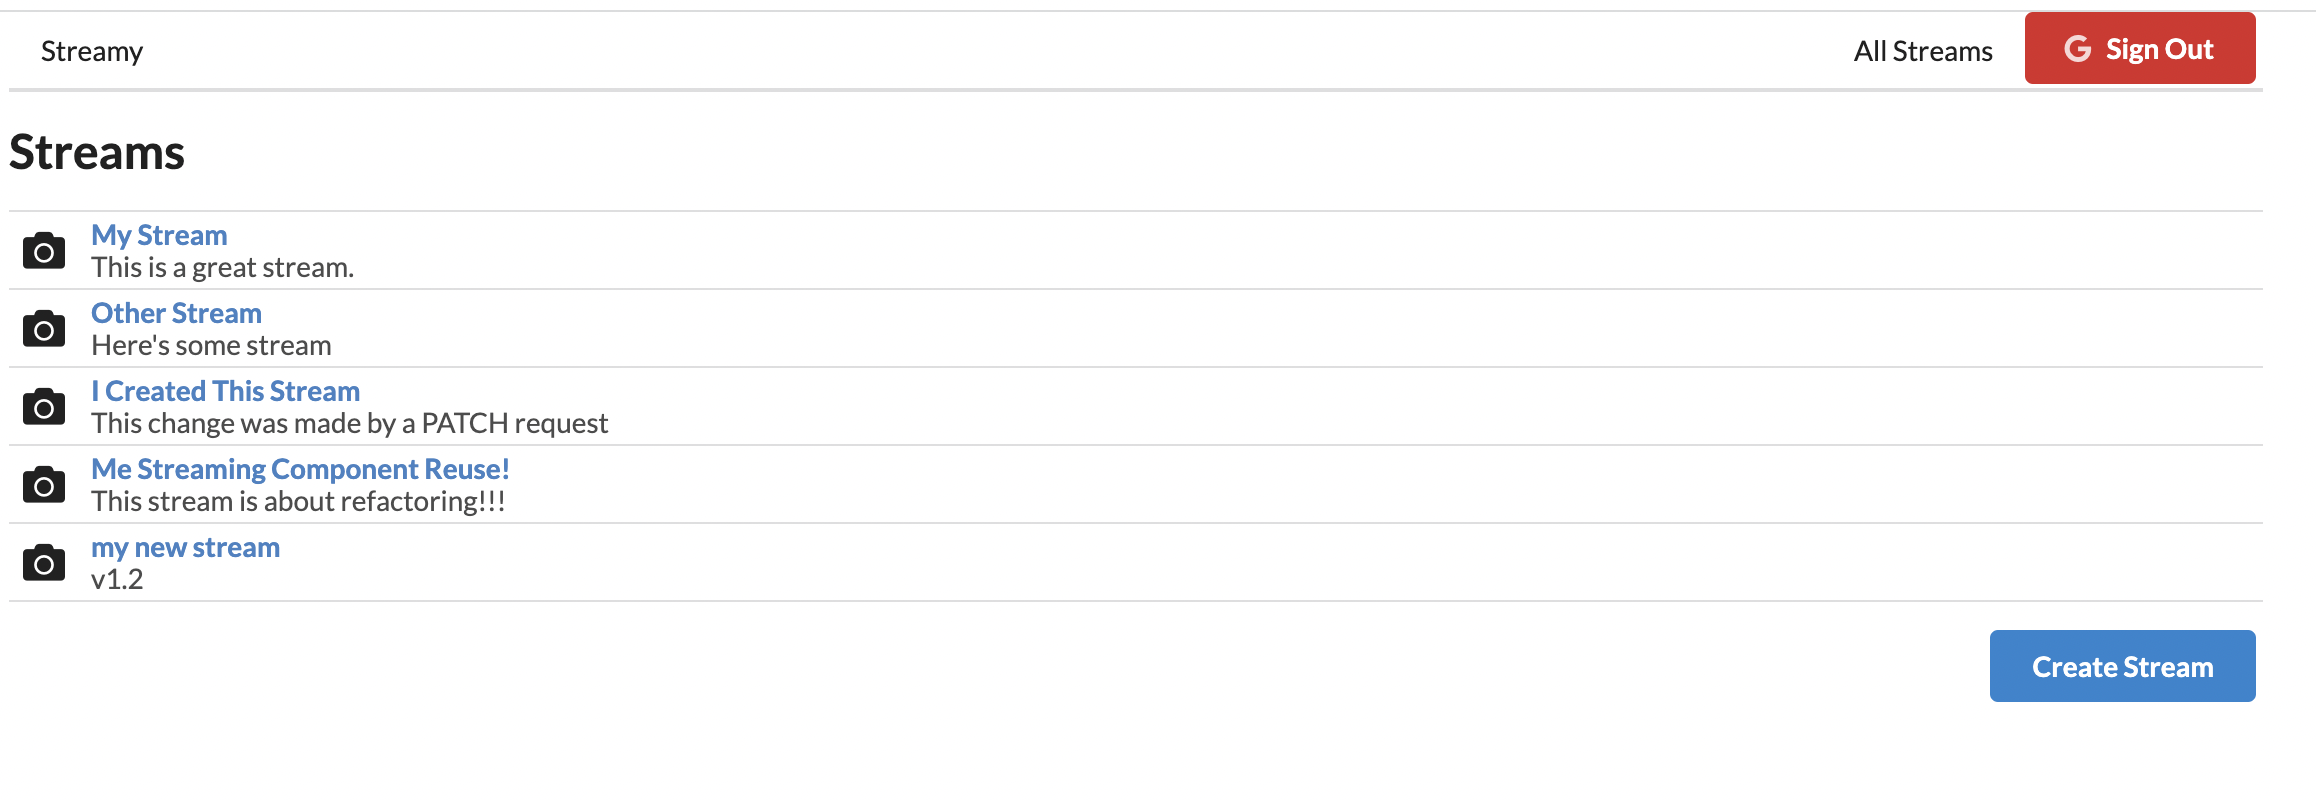 Streamy
All Streams
Sign Out
Streams
My Stream
This is a great stream.
Other Stream
Here's some stream
I Created This Stream
This change was made by a PATCH request
Me Streaming Component Reuse!
This stream is about refactoring!!!
my new stream
v1.2
Create Stream